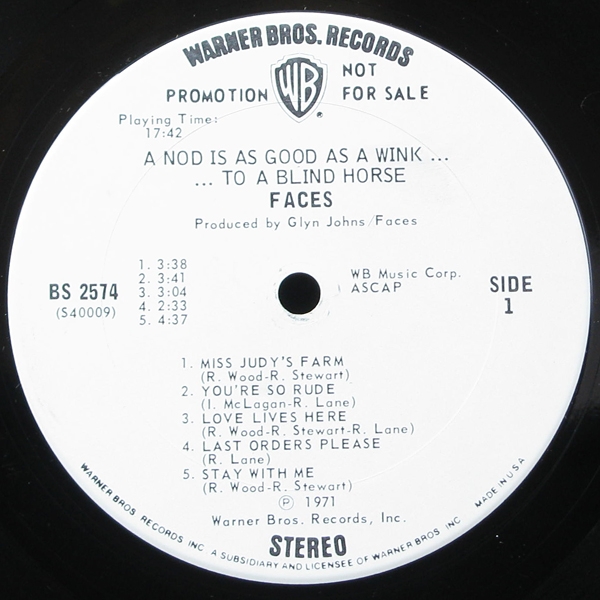 WARNER BROS. RECORDS
WB
®
PROMOTION NOT
FOR SALE
Playing Time:
17:42
A NOD IS AS GOOD AS A WINK ...
... TO A BLIND HORSE
FACES
Produced by Glyn Johns/Faces
BS 2574
(S40009)
1. 3:38
2. 3:41
3. 3:04
4. 2:33
5. 4:37
WB Music Corp.
ASCAP
SIDE
1
1. MISS JUDY'S FARM
(R. Wood-R. Stewart)
2. YOU'RE SO RUDE
(I. McLagan-R. Lane)
3. LOVE LIVES HERE
(R. Wood-R. Stewart-R. Lane)
4. LAST ORDERS PLEASE
(R. Lane)
5. STAY WITH ME
(R. Wood-R. Stewart)
℗ 1971
Warner Bros. Records, Inc.
STEREO
WARNER BROS. RECORDS INC. A SUBSIDIARY AND LICENSEE OF WARNER BROS. INC. MADE IN U.S.A.